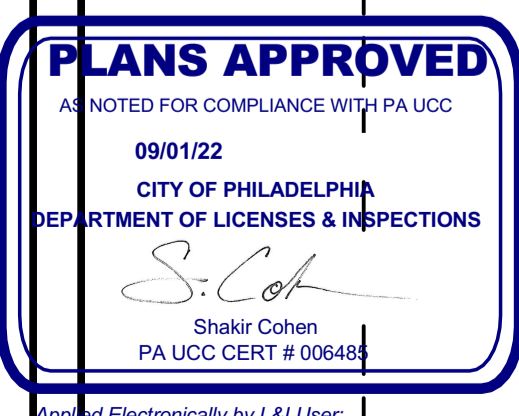 PLANS APPROVED
AS NOTED FOR COMPLIANCE WITH PA UCC
09/01/22
CITY OF PHILADELPHIA
DEPARTMENT OF LICENSES & INSPECTIONS
S. Coh
Shakir Cohen
PA UCC CERT # 006485
Applied Electronically by L&I User: